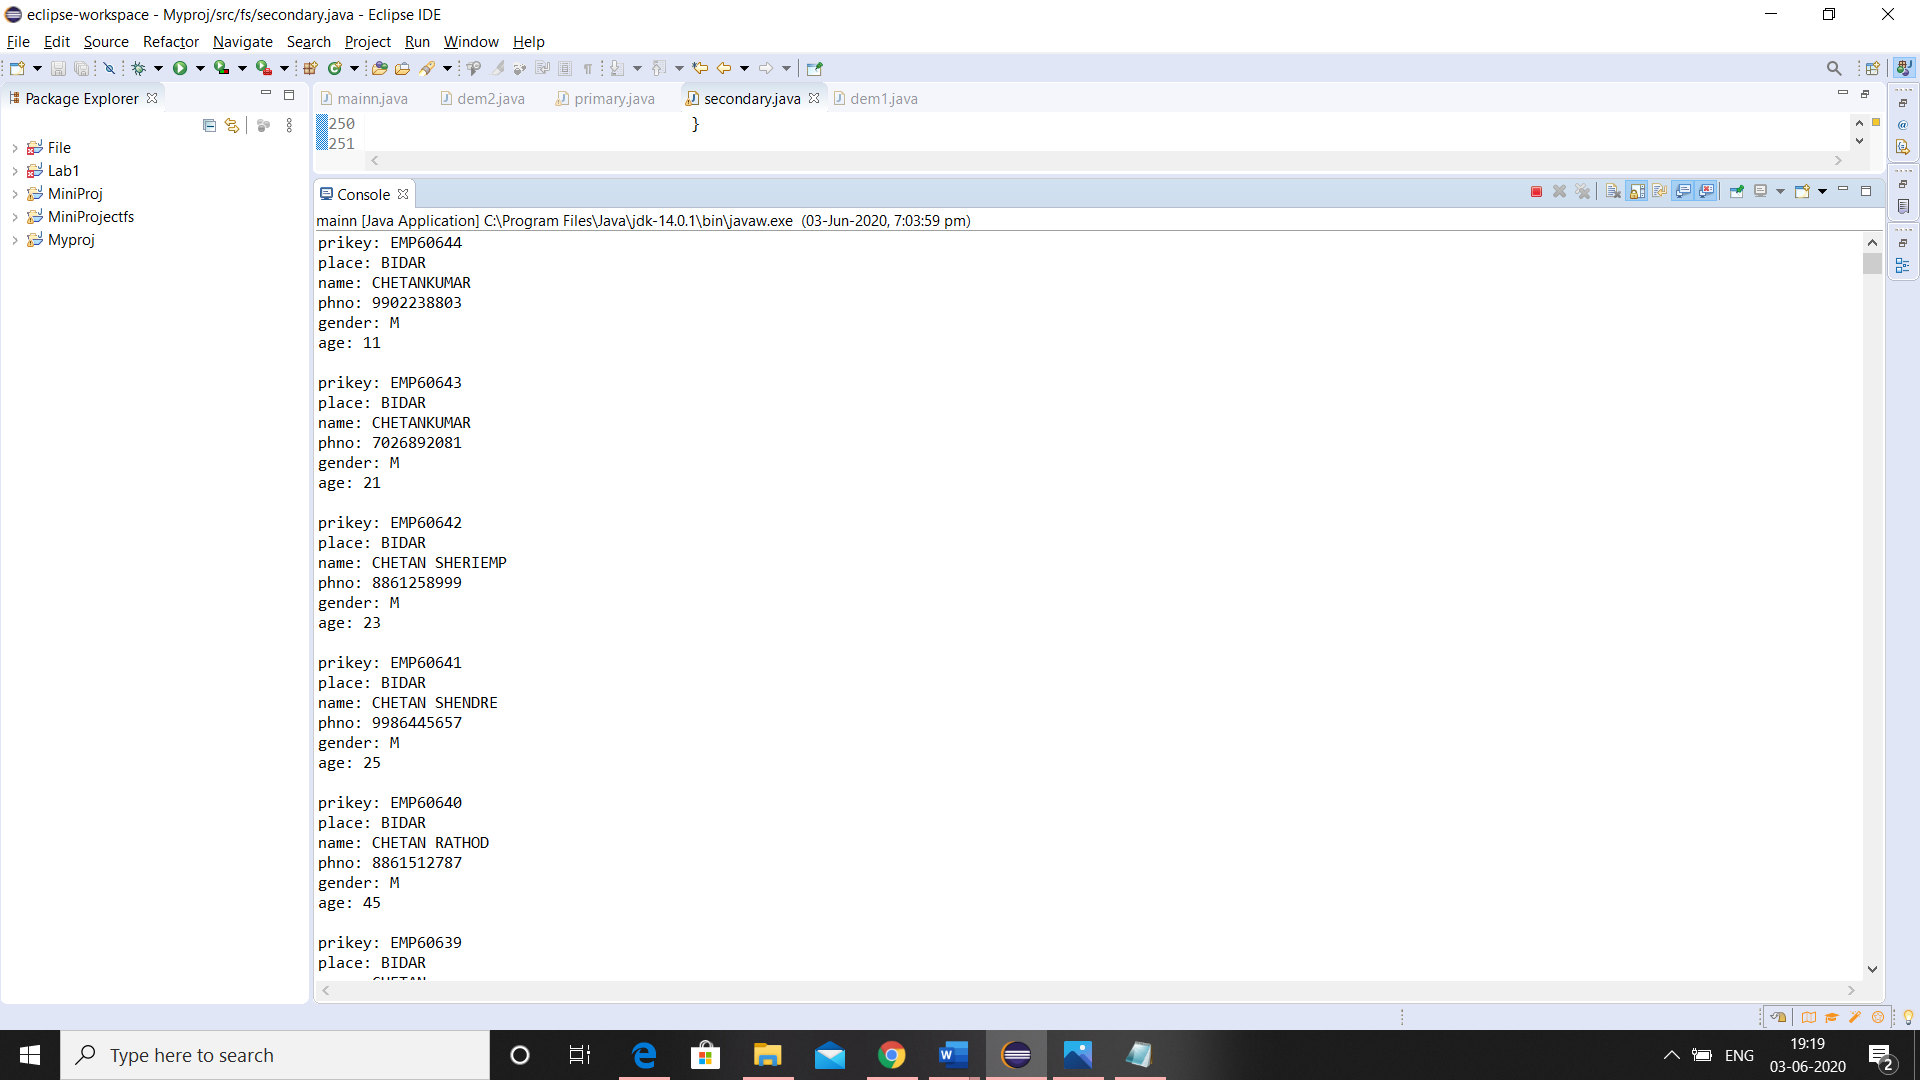 eclipse-workspace - Myproj/src/fs/secondary.java - Eclipse IDE
File Edit Source Refactor Navigate Search Project Run Window Help
Package Explorer
mainn.java dem2.java primary.java secondary.java dem1.java
250 }
251
File
Lab1
MiniProj
MiniProjectfs
Myproj
Console
mainn [Java Application] C:\Program Files\Java\jdk-14.0.1\bin\javaw.exe (03-Jun-2020, 7:03:59 pm)
prikey: EMP60644
place: BIDAR
name: CHETANKUMAR
phno: 9902238803
gender: M
age: 11
prikey: EMP60643
place: BIDAR
name: CHETANKUMAR
phno: 7026892081
gender: M
age: 21
prikey: EMP60642
place: BIDAR
name: CHETAN SHERIEMP
phno: 8861258999
gender: M
age: 23
prikey: EMP60641
place: BIDAR
name: CHETAN SHENDRE
phno: 9986445657
gender: M
age: 25
prikey: EMP60640
place: BIDAR
name: CHETAN RATHOD
phno: 8861512787
gender: M
age: 45
prikey: EMP60639
place: BIDAR
Type here to search
ENG
19:19
03-06-2020
2